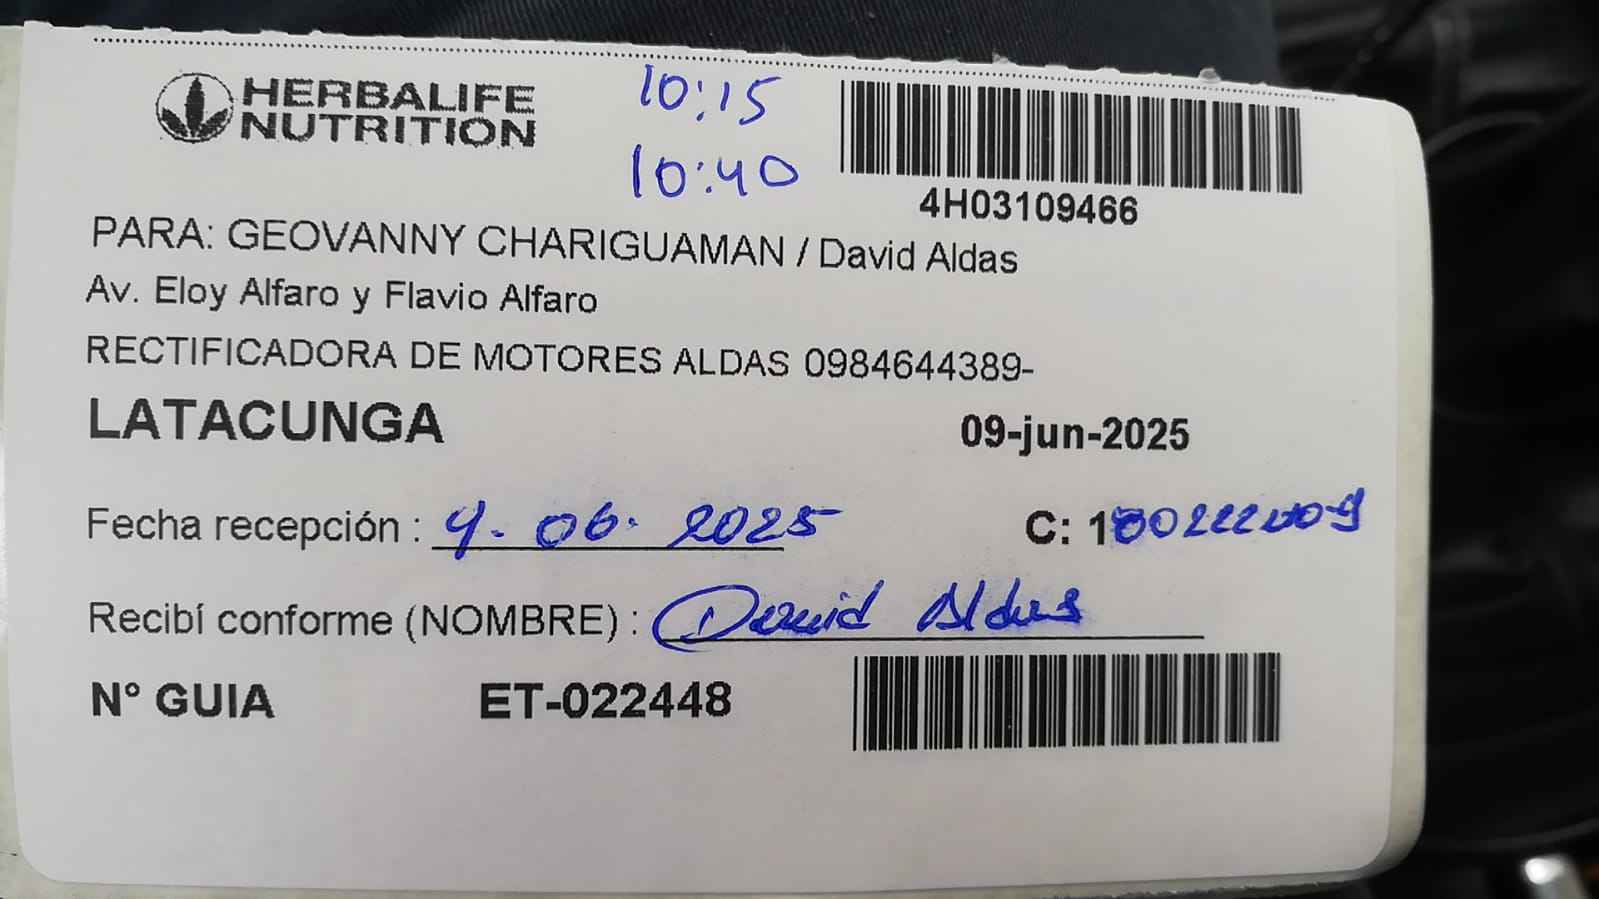 HERBALIFE
NUTRITION
10:15
10:40
4H03109466
PARA: GEOVANNY CHARIGUAMAN / David Aldas
Av. Eloy Alfaro y Flavio Alfaro
RECTIFICADORA DE MOTORES ALDAS 0984644389-
LATACUNGA 09-jun-2025
Fecha recepción : 9. 06. 2025 C:
Recibí conforme (NOMBRE) : David Aldas
N° GUIA ET-022448